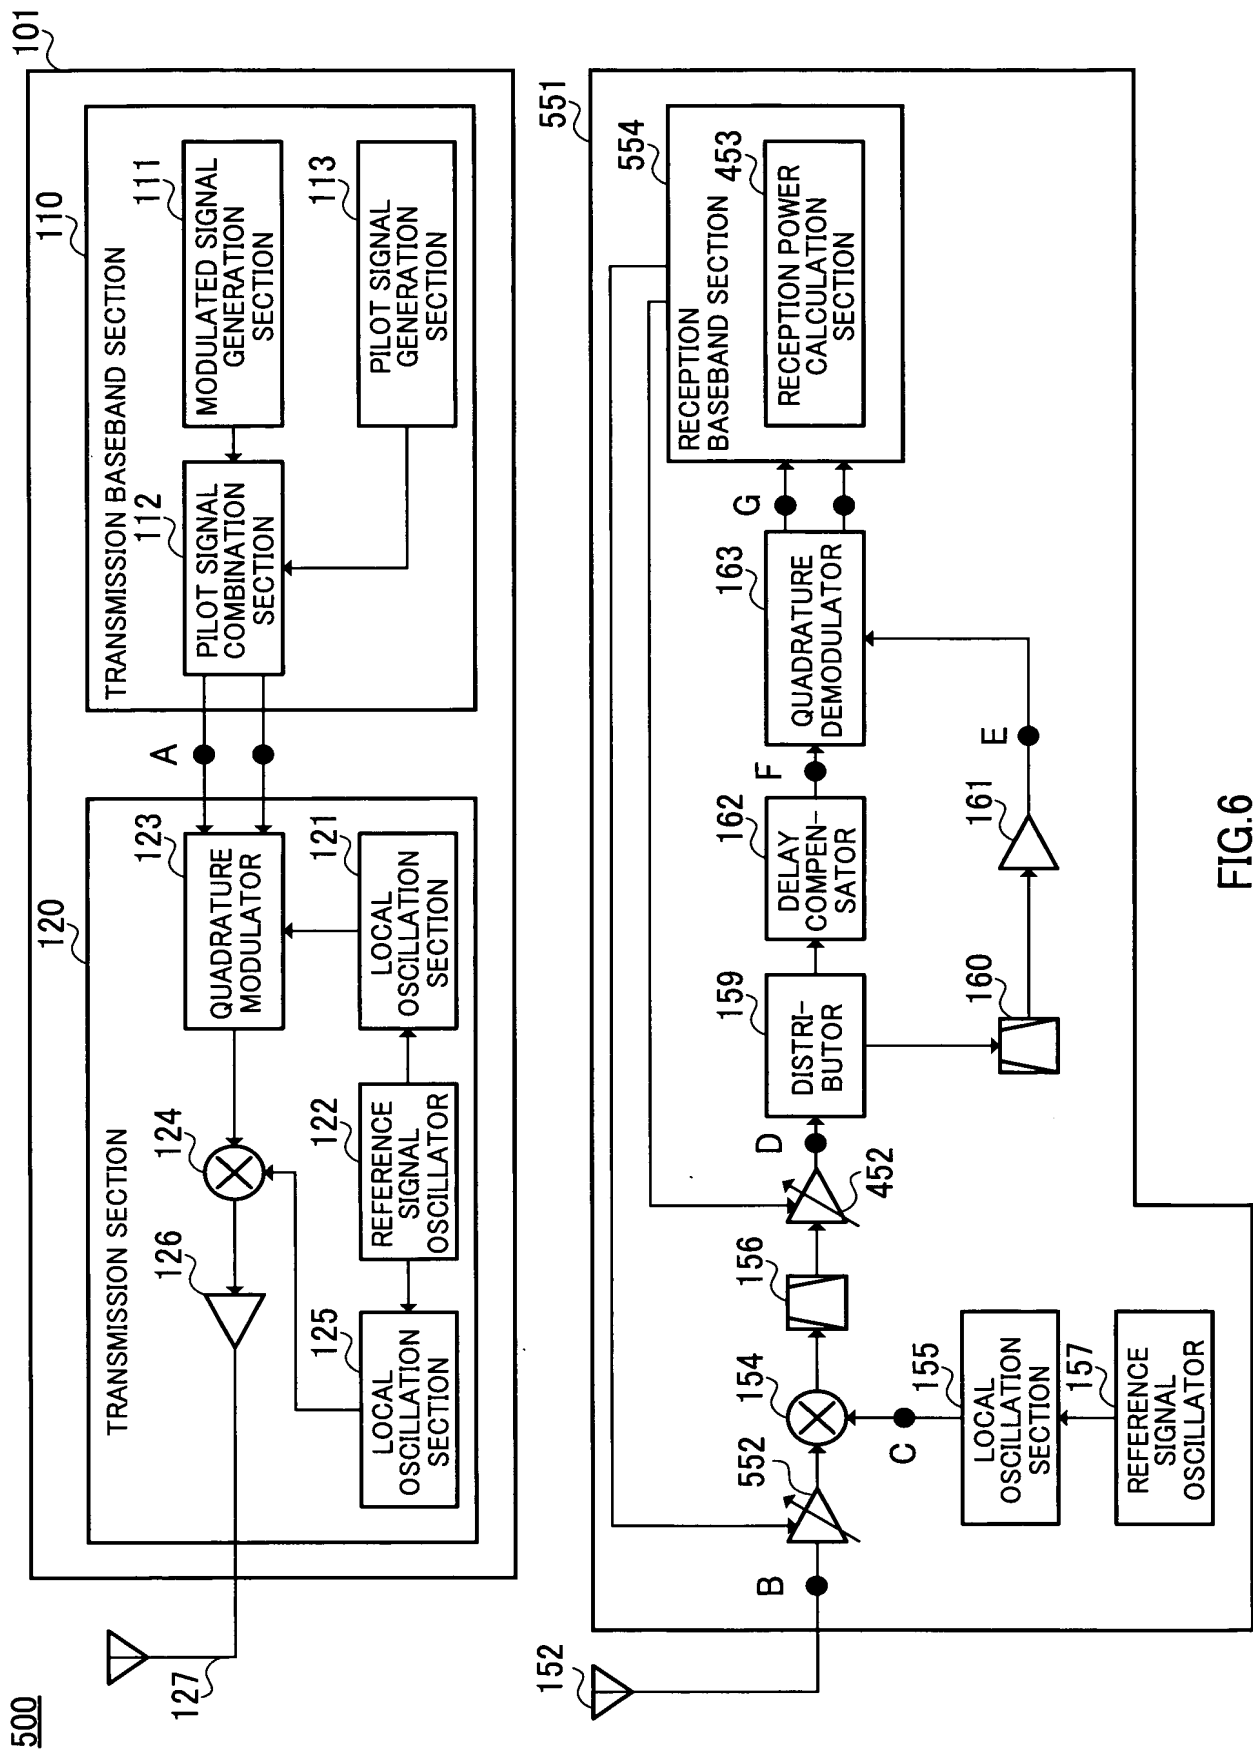 500
101
110
TRANSMISSION BASEBAND SECTION
111
MODULATED SIGNAL
GENERATION
SECTION
112
PILOT SIGNAL
COMBINATION
SECTION
113
PILOT SIGNAL
GENERATION
SECTION
A
120
TRANSMISSION SECTION
123
QUADRATURE
MODULATOR
121
LOCAL
OSCILLATION
SECTION
124
122
REFERENCE
SIGNAL
OSCILLATOR
126
125
LOCAL
OSCILLATION
SECTION
127
152
551
554
RECEPTION
BASEBAND SECTION
453
RECEPTION POWER
CALCULATION
SECTION
G
163
QUADRATURE
DEMODULATOR
F
E
162
DELAY
COMPEN-
SATOR
161
159
DISTRI-
BUTOR
160
D
452
156
154
552
C
155
LOCAL
OSCILLATION
SECTION
157
REFERENCE
SIGNAL
OSCILLATOR
B
FIG.6